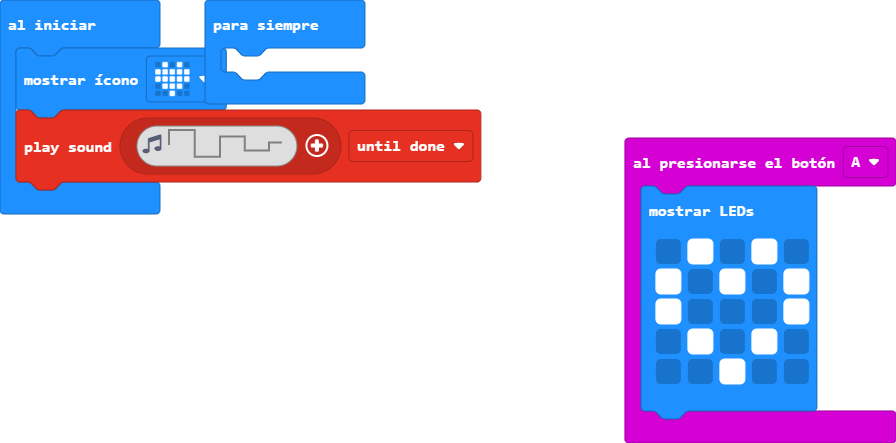 al iniciar
mostrar ícono
play sound
until done
para siempre
al presionarse el botón A
mostrar LEDs